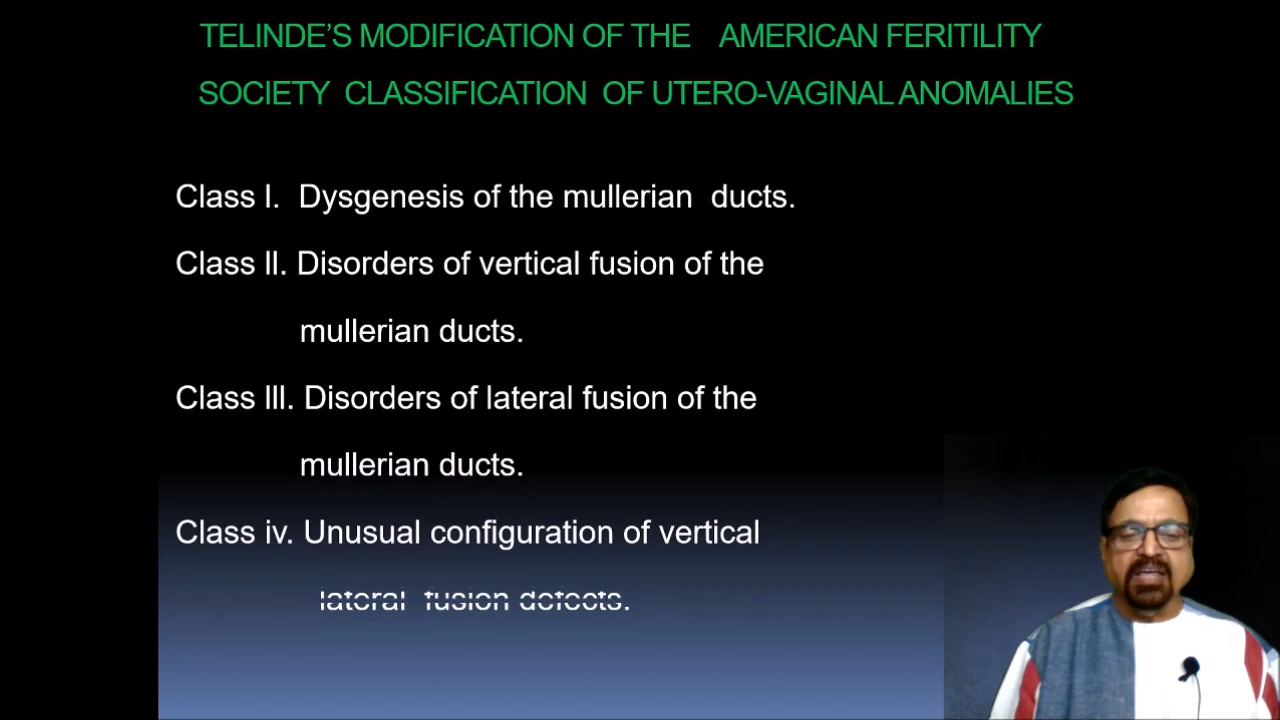 TELINDE’S MODIFICATION OF THE AMERICAN FERITILITY
SOCIETY CLASSIFICATION OF UTERO-VAGINAL ANOMALIES
Class I. Dysgenesis of the mullerian ducts.
Class II. Disorders of vertical fusion of the
mullerian ducts.
Class III. Disorders of lateral fusion of the
mullerian ducts.
Class iv. Unusual configuration of vertical
lateral fusion defects.